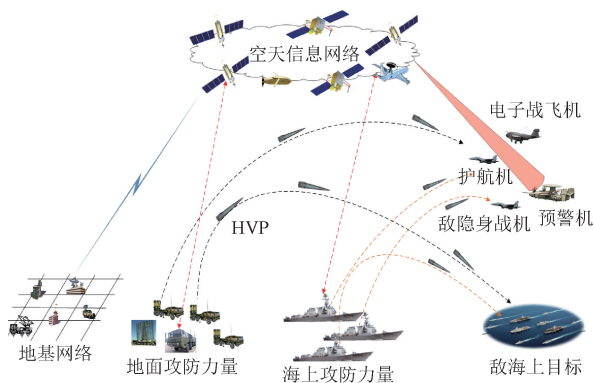 空天信息网络
电子战飞机
护航机
预警机
敌隐身战机
HVP
地基网络
地面攻防力量
海上攻防力量
敌海上目标